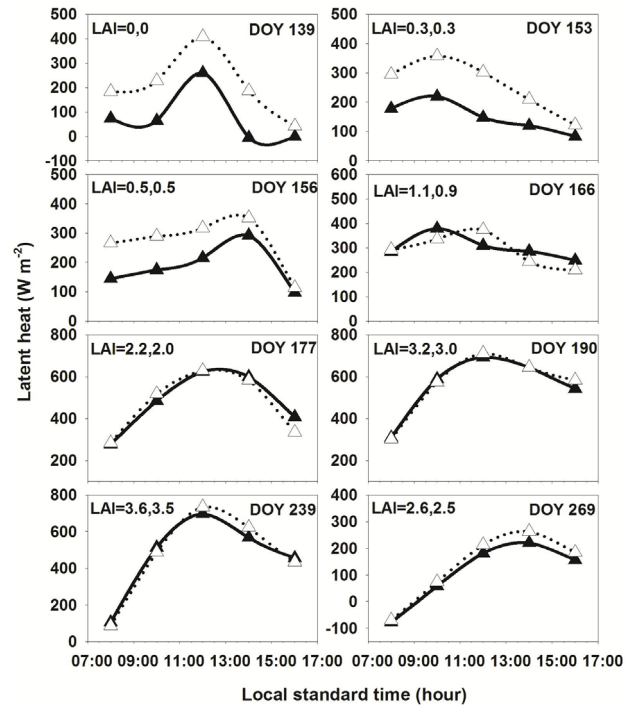 500
400
300
200
100
0
-100
LAI=0,0
DOY 139
500
400
300
200
100
0
LAI=0.3,0.3
DOY 153
500
400
300
200
100
0
LAI=0.5,0.5
DOY 156
600
500
400
300
200
100
0
LAI=1.1,0.9
DOY 166
Latent heat (W m-2)
800
600
400
200
LAI=2.2,2.0
DOY 177
800
600
400
200
LAI=3.2,3.0
DOY 190
800
600
400
200
0
LAI=3.6,3.5
DOY 239
400
300
200
100
0
-100
LAI=2.6,2.5
DOY 269
07:00 09:00 11:00 13:00 15:00 17:00
07:00 09:00 11:00 13:00 15:00 17:00
Local standard time (hour)